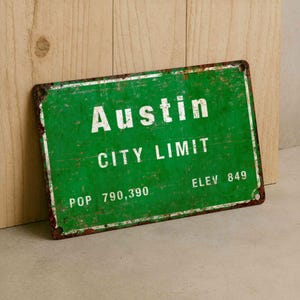 Austin
CITY LIMIT
POP 790,390 ELEV 849